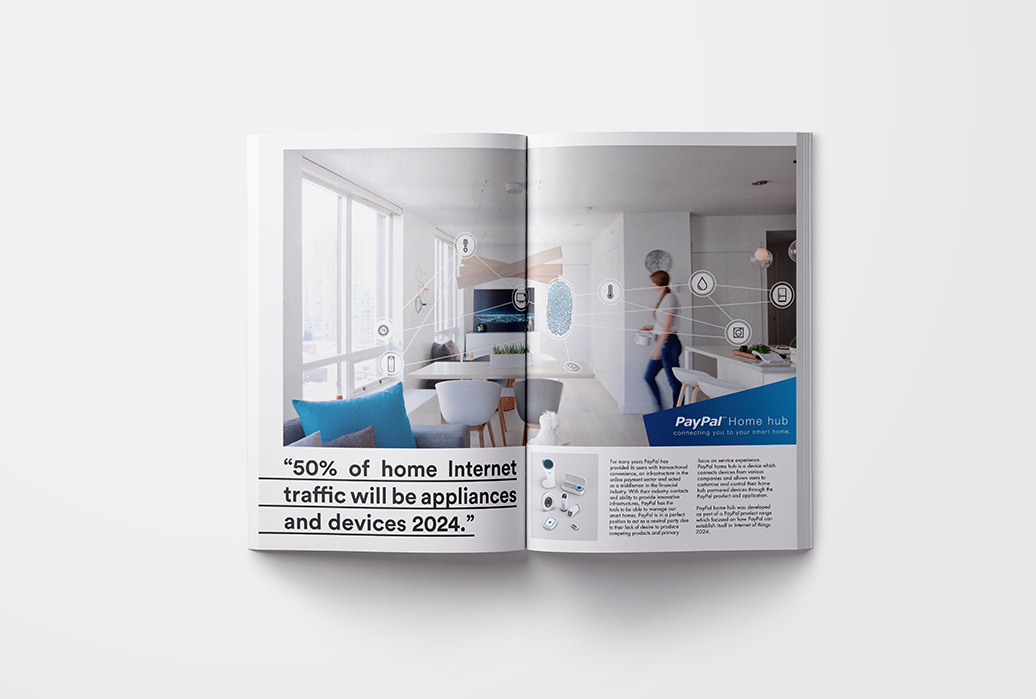 PayPal™ Home hub
connecting you to your smart home.
“50% of home Internet
traffic will be appliances
and devices 2024.”
For many years PayPal has
provided its users with transactional
convenience, an infrastructure in the
online payment sector and acted
as a middleman in the financial
industry. With their industry contacts
and ability to provide innovative
infrastructures, PayPal has the
tools to be able to manage our
smart homes. PayPal is in a perfect
position to act as a neutral party due
to their lack of desire to produce
competing products and primary
focus on service experience.
PayPal home hub is a device which
connects devices from various
companies and allows users to
customise and control their home
hub partnered devices through the
PayPal product and application.
PayPal home hub was developed
as part of a PayPal product range
which focused on how PayPal can
establish itself in Internet of things
2024.